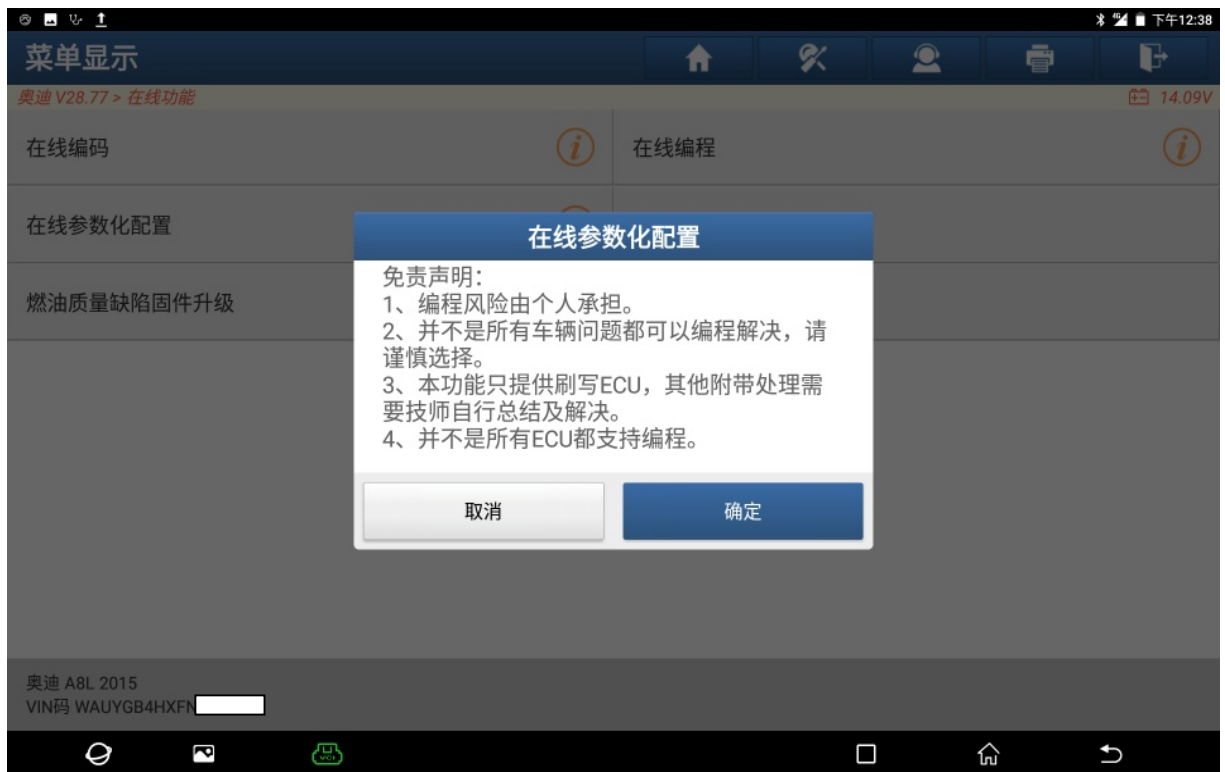 下午12:38
菜单显示
奥迪 V28.77 > 在线功能
14.09V
在线编码
在线编程
在线参数化配置
燃油质量缺陷固件升级
在线参数化配置
免责声明：
1、编程风险由个人承担。
2、并不是所有车辆问题都可以编程解决，请
谨慎选择。
3、本功能只提供刷写ECU，其他附带处理需
要技师自行总结及解决。
4、并不是所有ECU都支持编程。
取消
确定
奥迪 A8L 2015
VIN码 WAUYGB4HXFN
VCI